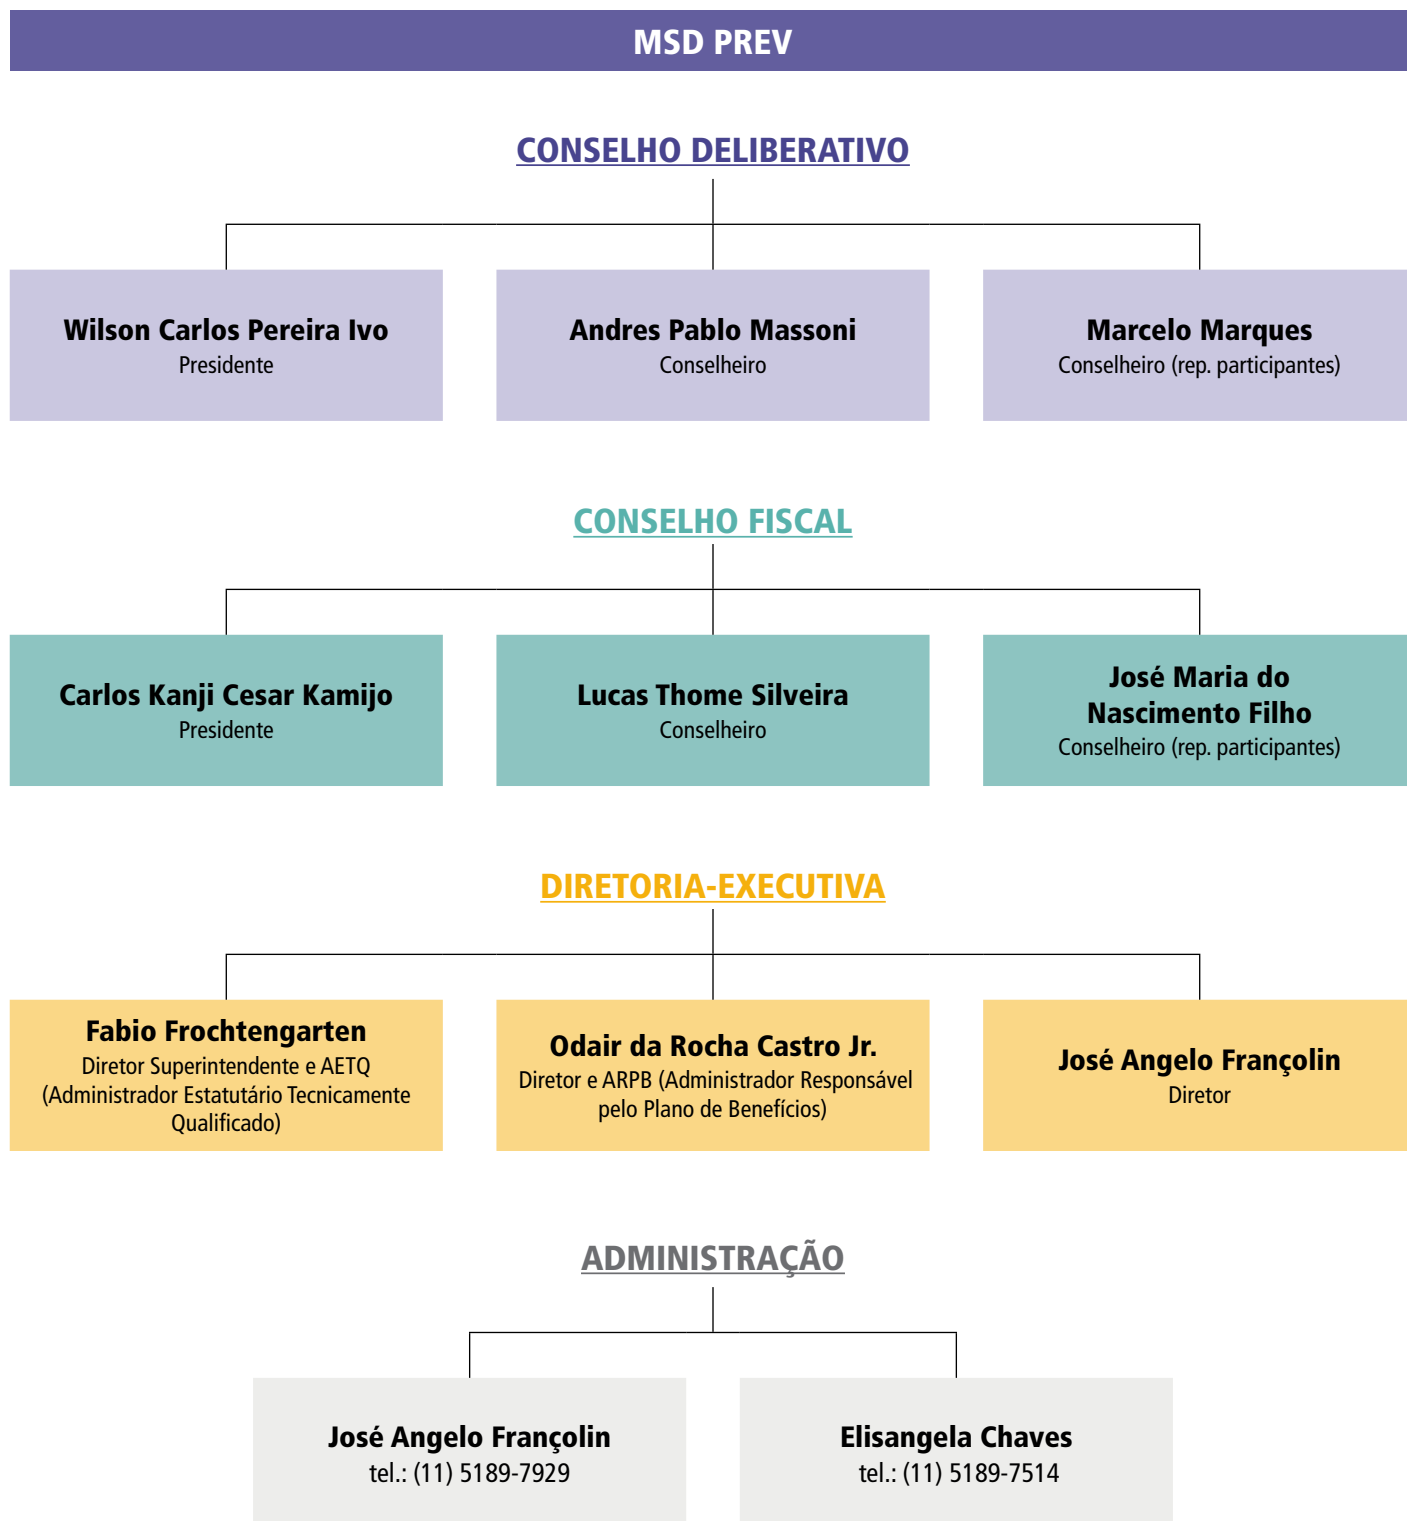 MSD PREV
CONSELHO DELIBERATIVO
Wilson Carlos Pereira Ivo
Presidente
Andres Pablo Massoni
Conselheiro
Marcelo Marques
Conselheiro (rep. participantes)
CONSELHO FISCAL
Carlos Kanji Cesar Kamijo
Presidente
Lucas Thome Silveira
Conselheiro
José Maria do
Nascimento Filho
Conselheiro (rep. participantes)
DIRETORIA-EXECUTIVA
Fabio Frochtengarten
Diretor Superintendente e AETQ
(Administrador Estatutário Tecnicamente
Qualificado)
Odair da Rocha Castro Jr.
Diretor e ARPB (Administrador Responsável
pelo Plano de Benefícios)
José Angelo Françolin
Diretor
ADMINISTRAÇÃO
José Angelo Françolin
tel.: (11) 5189-7929
Elisangela Chaves
tel.: (11) 5189-7514